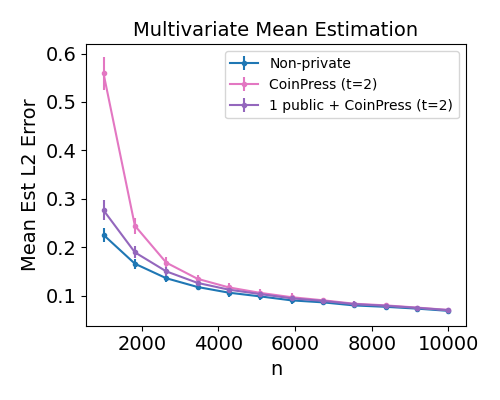 Multivariate Mean Estimation
Non-private
CoinPress (t=2)
1 public + CoinPress (t=2)
Mean Est L2 Error
0.6
0.5
0.4
0.3
0.2
0.1
2000 4000 6000 8000 10000
n